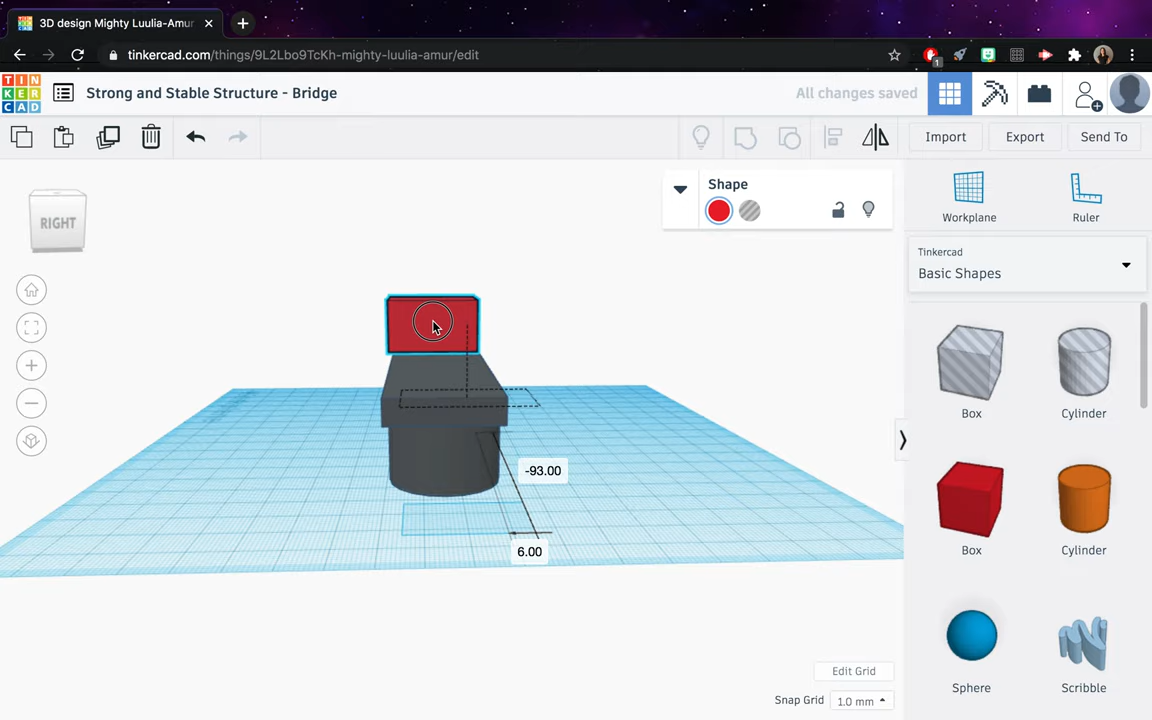 3D design Mighty Luulia-Amur
tinkercad.com/things/9L2Lbo9TcKh-mighty-luulia-amur/edit
1
TIN
KER
CAD
Strong and Stable Structure - Bridge
All changes saved
Import
Export
Send To
Shape
RIGHT
Workplane
Ruler
Tinkercad
Basic Shapes
Box
Cylinder
-93.00
6.00
Box
Cylinder
Sphere
Scribble
Edit Grid
Snap Grid
1.0 mm